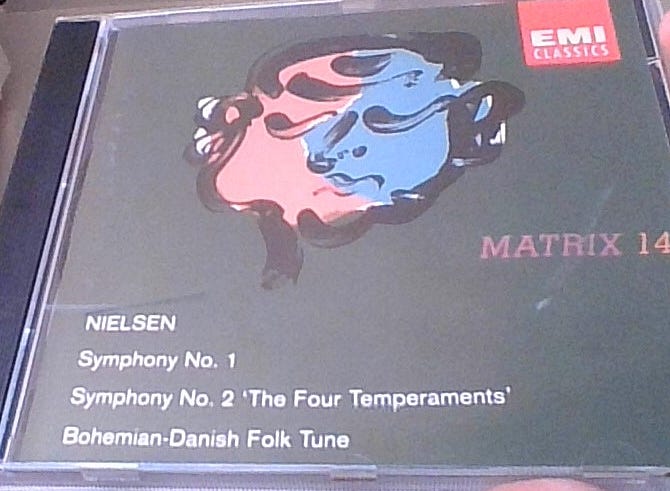 EMI
CLASSICS
MATRIX 14
NIELSEN
Symphony No. 1
Symphony No. 2 'The Four Temperaments'
Bohemian-Danish Folk Tune